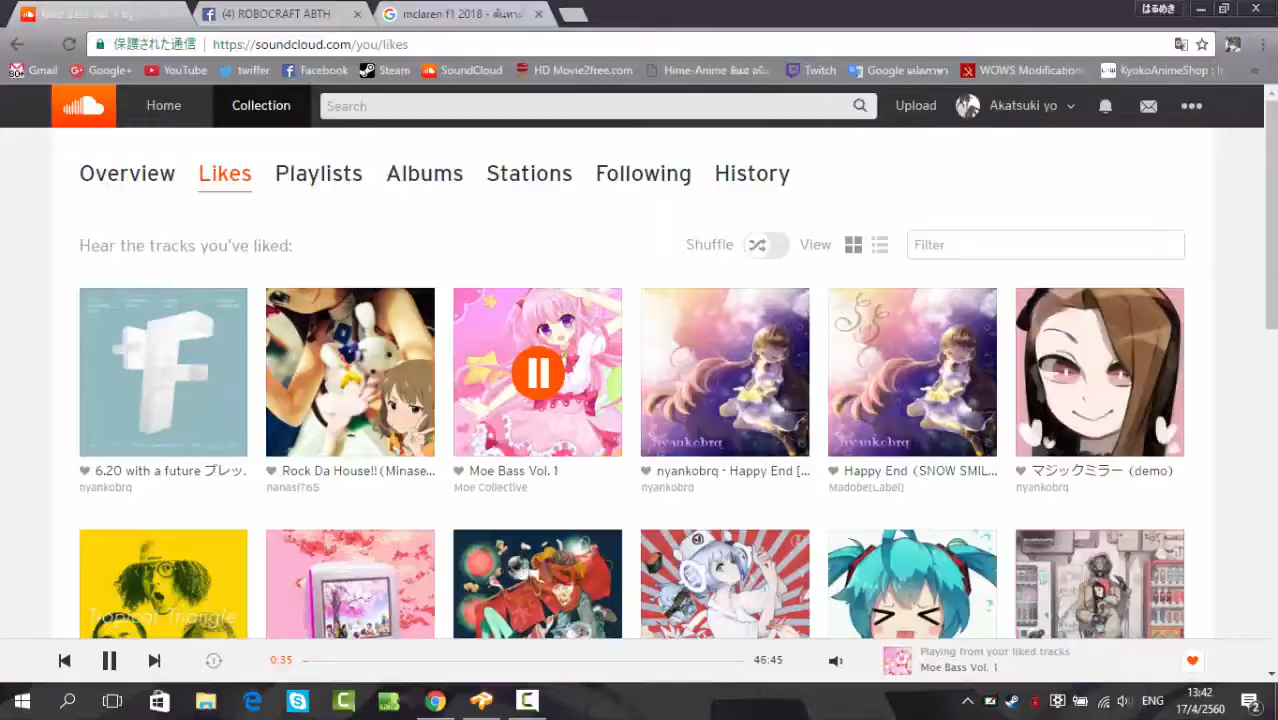 (4) ROBOCRAFT ABTH
mclaren f1 2018 - ค้นหา
はるめき
保護された通信 https://soundcloud.com/you/likes
Gmail Google+ YouTube twiffer Facebook Steam SoundCloud HD Movie2free.com Twitch Google แปลภาษา WOWS Modifications KyokoAnimeShop
Home Collection Search Upload Akatsuki yo
Overview Likes Playlists Albums Stations Following History
Hear the tracks you've liked: Shuffle View Filter
6.20 with a future プレッ.. Rock Da House!!(Minase... Moe Bass Vol. 1 nyankobrq - Happy End [... Happy End (SNOW SMIL... マジックミラー (demo)
nyankobrq nanasi765 Moe Collective nyankobrq Madobe[Label] nyankobrq
nyankobrq nyankobrq
Tropical Triangle
0:35 46:45 Playing from your liked tracks
Moe Bass Vol. 1
ENG 13:42
17/4/2560 2